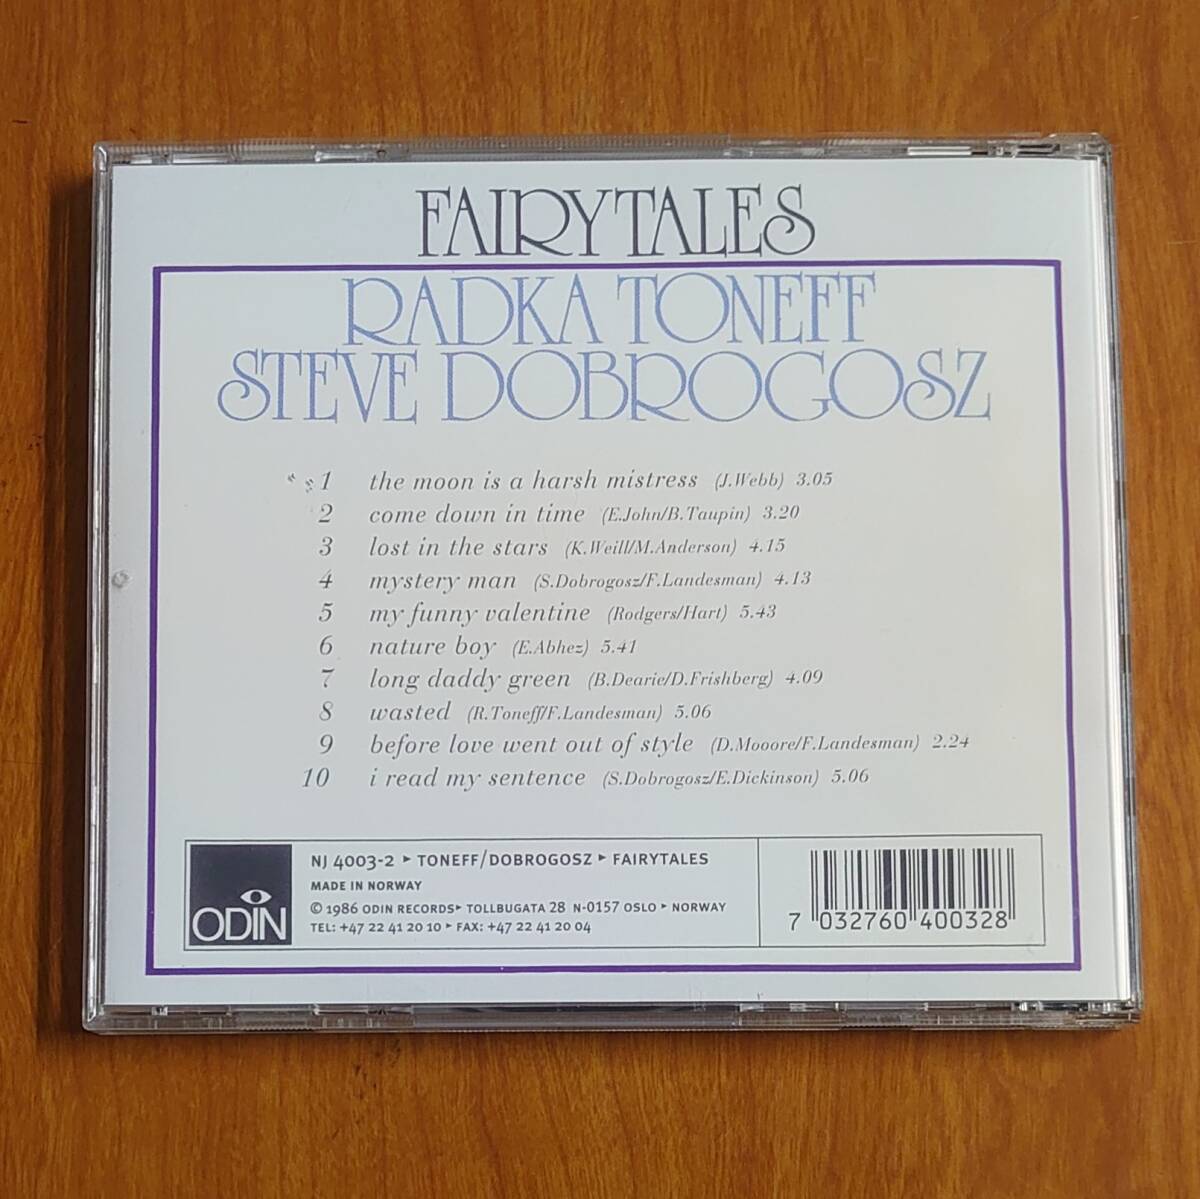 FAIRYTALES
RADKA TONEFF
STEVE DOBROGOSZ
1 the moon is a harsh mistress (J.Webb) 3.05
2 come down in time (E.John/B.Taupin) 3.20
3 lost in the stars (K.Weill/M.Anderson) 4.15
4 mystery man (S.Dobrogosz/F.Landesman) 4.13
5 my funny valentine (Rodgers/Hart) 5.43
6 nature boy (E.Abhez) 5.41
7 long daddy green (B.Dearie/D.Frishberg) 4.09
8 wasted (R.Toneff/F.Landesman) 5.06
9 before love went out of style (D.Mooore/F.Landesman) 2.24
10 i read my sentence (S.Dobrogosz/E.Dickinson) 5.06
ODIN
NJ 4003-2 ▸ TONEFF/DOBROGOSZ ▸ FAIRYTALES
MADE IN NORWAY
© 1986 ODIN RECORDS ▸ TOLLBUGATA 28 N-0157 OSLO ▸ NORWAY
TEL: +47 22 41 20 10 ▸ FAX: +47 22 41 20 04
7 032760 400328